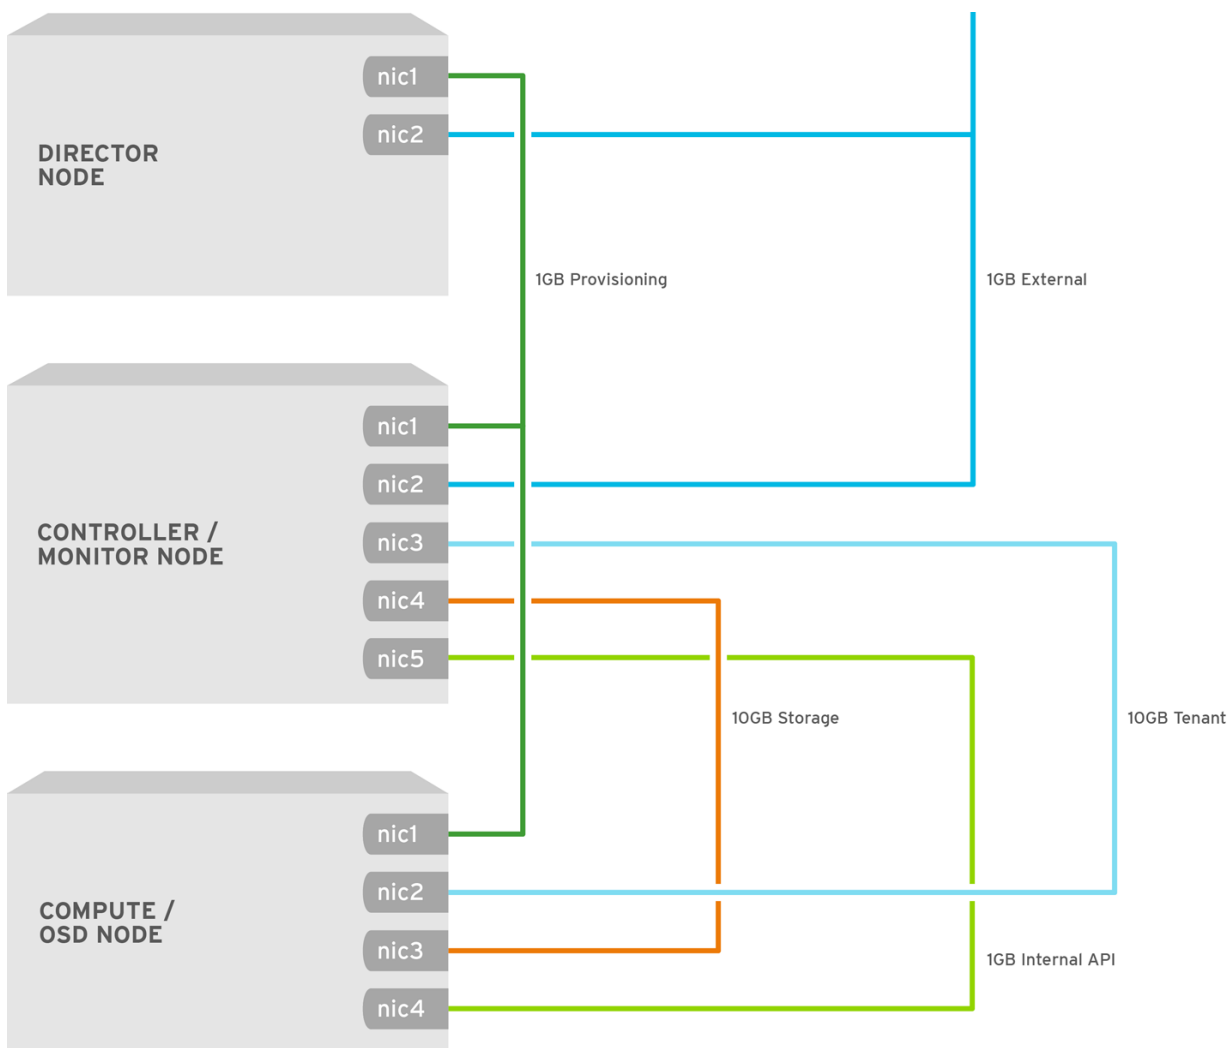 nic1
nic2
DIRECTOR
NODE
1GB Provisioning
1GB External
nic1
nic2
CONTROLLER /
MONITOR NODE
nic3
nic4
nic5
10GB Storage
10GB Tenant
nic1
nic2
COMPUTE /
OSD NODE
nic3
1GB Internal API
nic4